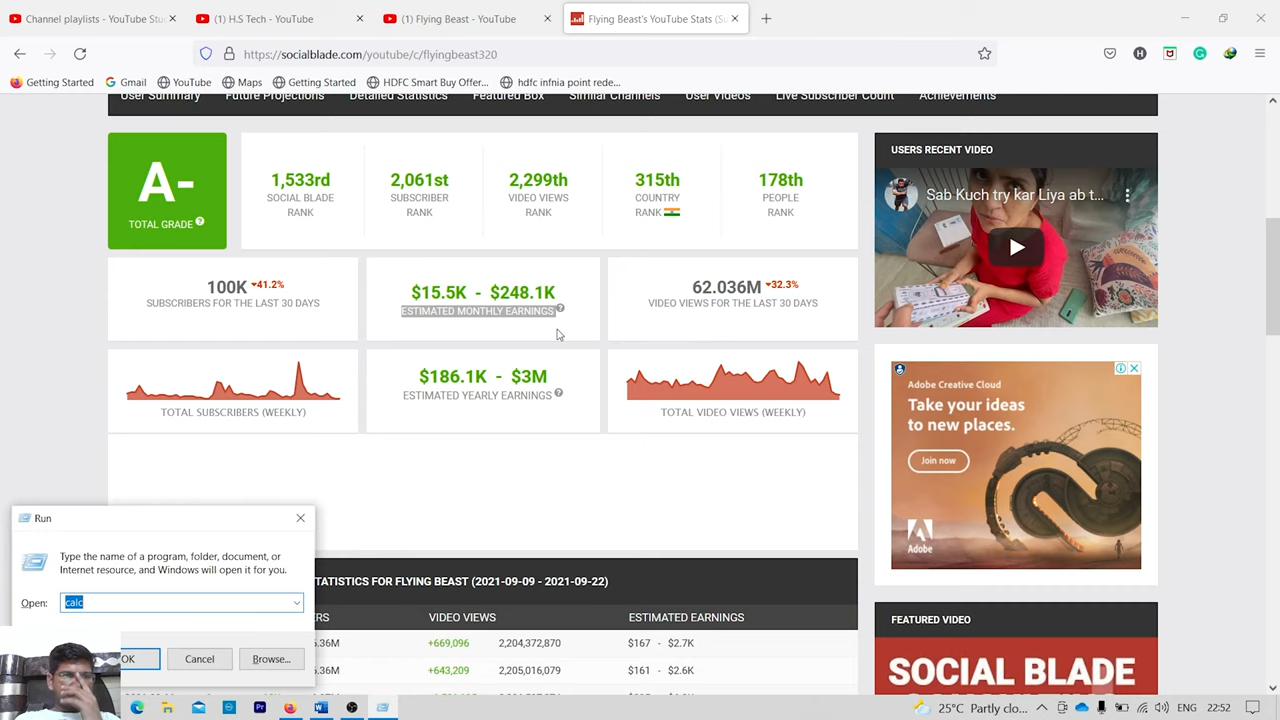 Channel playlists - YouTube Stu
(1) H.S Tech - YouTube
(1) Flying Beast - YouTube
Flying Beast's YouTube Stats (Su
https://socialblade.com/youtube/c/flyingbeast320
Getting Started
Gmail
YouTube
Maps
Getting Started
HDFC Smart Buy Offer...
hdfc infnia point rede...
User Summary
Future Projections
Detailed Statistics
Featured Box
Similar Channels
User Videos
Live Subscriber Count
Achievements
A-
TOTAL GRADE
1,533rd
SOCIAL BLADE
RANK
2,061st
SUBSCRIBER
RANK
2,299th
VIDEO VIEWS
RANK
315th
COUNTRY
RANK
178th
PEOPLE
RANK
USERS RECENT VIDEO
Sab Kuch try kar Liya ab t...
100K 41.2%
SUBSCRIBERS FOR THE LAST 30 DAYS
$15.5K - $248.1K
ESTIMATED MONTHLY EARNINGS
62.036M 32.3%
VIDEO VIEWS FOR THE LAST 30 DAYS
TOTAL SUBSCRIBERS (WEEKLY)
$186.1K - $3M
ESTIMATED YEARLY EARNINGS
TOTAL VIDEO VIEWS (WEEKLY)
Adobe Creative Cloud
Take your ideas
to new places.
Join now
Adobe
Run
Type the name of a program, folder, document, or
Internet resource, and Windows will open it for you.
Open: calc
OK
Cancel
Browse...
STATISTICS FOR FLYING BEAST (2021-09-09 - 2021-09-22)
VIDEO VIEWS
ESTIMATED EARNINGS
+669,096 2,204,372,870 $167 - $2.7K
+643,209 2,205,016,079 $161 - $2.6K
FEATURED VIDEO
SOCIAL BLADE
25°C Partly clo...
ENG
22:52